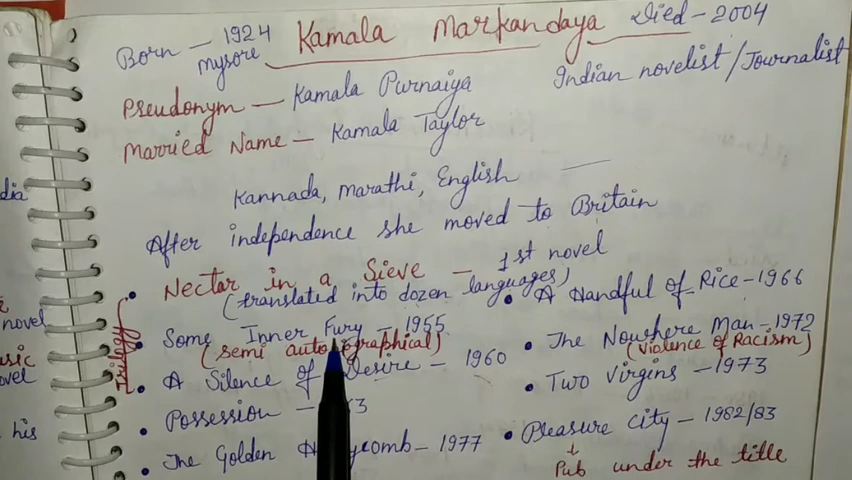 Kamala Markandaya
Born - 1924
Mysore
Died - 2004
Indian novelist / Journalist
Pseudonym - Kamala Purnaiya
Married Name - Kamala Taylor
Kannada, Marathi, English
After independence she moved to Britain
Trilogy
• Nectar in a Sieve - 1st novel
(translated into dozen languages)
• Some Inner Fury - 1955
(semi autobiographical)
• A Silence of Desire - 1960
• Possession -
• The Golden - 1977
• A Handful of Rice - 1966
• The Nowhere Man - 1972
(Violence of Racism)
• Two Virgins - 1973
• Pleasure City - 1982/83
↓
Pub under the title
dia
novel
usic
ovel
his